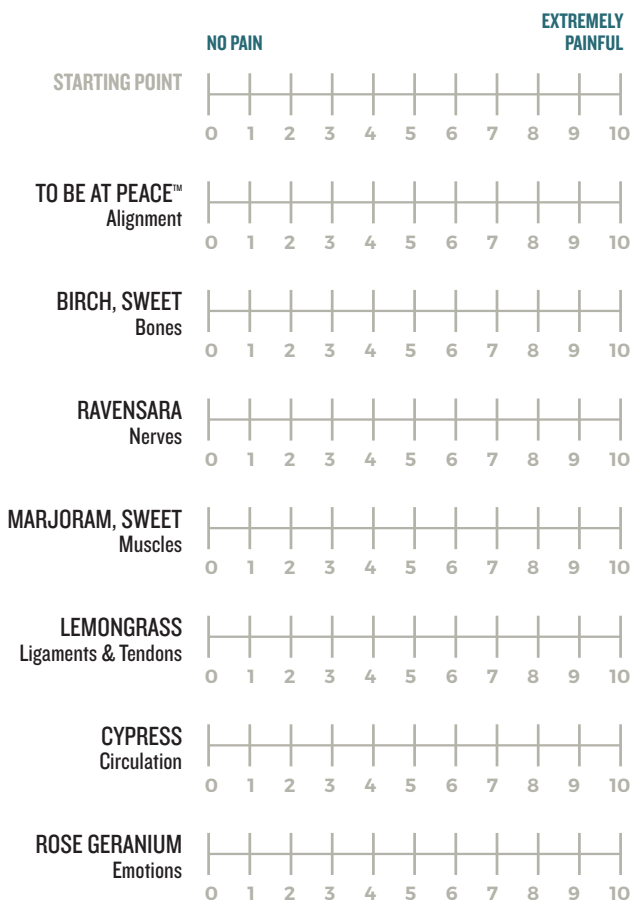 NO PAIN
EXTREMELY
PAINFUL
STARTING POINT
0 1 2 3 4 5 6 7 8 9 10
TO BE AT PEACE™
Alignment
0 1 2 3 4 5 6 7 8 9 10
BIRCH, SWEET
Bones
0 1 2 3 4 5 6 7 8 9 10
RAVENSARA
Nerves
0 1 2 3 4 5 6 7 8 9 10
MARJORAM, SWEET
Muscles
0 1 2 3 4 5 6 7 8 9 10
LEMONGRASS
Ligaments & Tendons
0 1 2 3 4 5 6 7 8 9 10
CYPRESS
Circulation
0 1 2 3 4 5 6 7 8 9 10
ROSE GERANIUM
Emotions
0 1 2 3 4 5 6 7 8 9 10